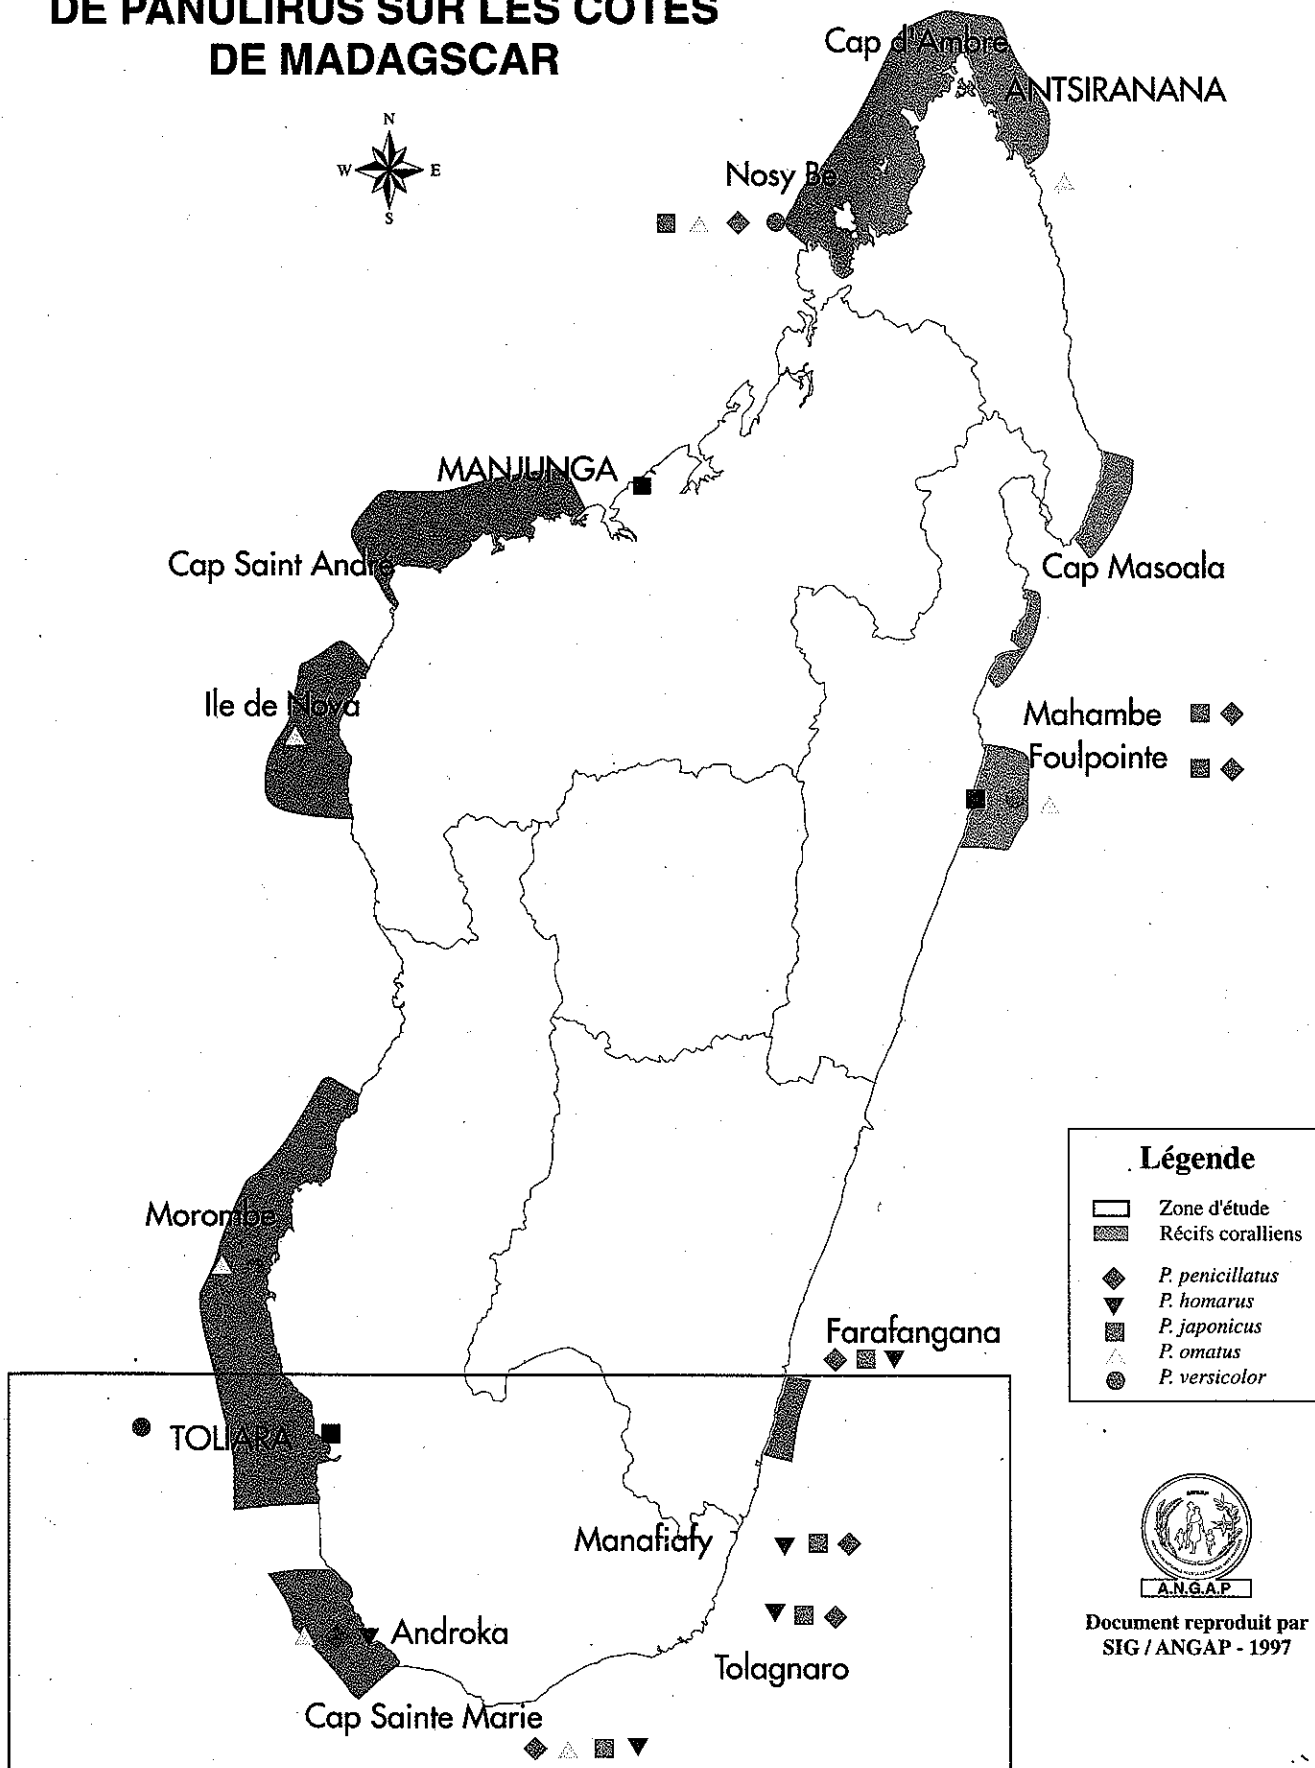 DE PANULIRUS SUR LES COTES
DE MADAGSCAR
Cap d'Ambre
ANTSIRANANA
N
W E
S
Nosy Be
MANJUNGA
Cap Saint André
Cap Masoala
Ile de Nova
Mahambe
Foulpointe
Morombe
Légende
Zone d'étude
Récifs coralliens
P. penicillatus
P. homarus
P. japonicus
P. omatus
P. versicolor
Farafangana
TOLIARA
Manafiafy
Androka
Tolagnaro
Cap Sainte Marie
A.N.G.A.P
Document reproduit par
SIG / ANGAP - 1997